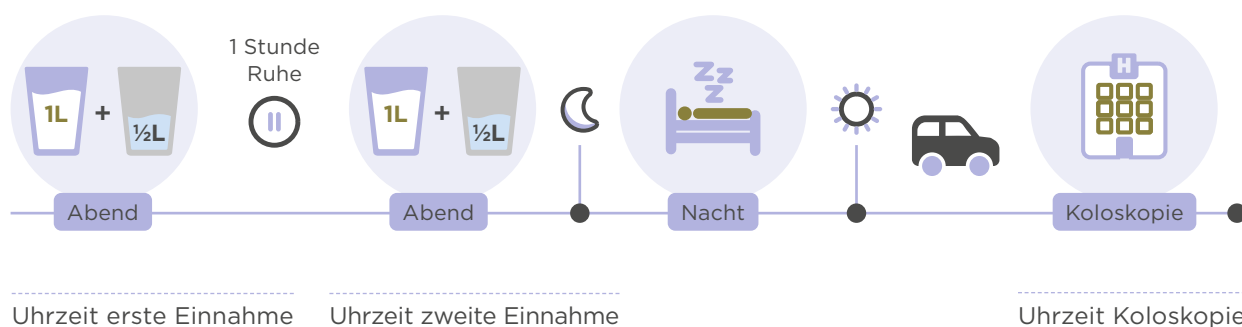 1 Stunde
Ruhe
1L + ½L
1L + ½L
zzz
H
Abend
Abend
Nacht
Koloskopie
Uhrzeit erste Einnahme
Uhrzeit zweite Einnahme
Uhrzeit Koloskopie